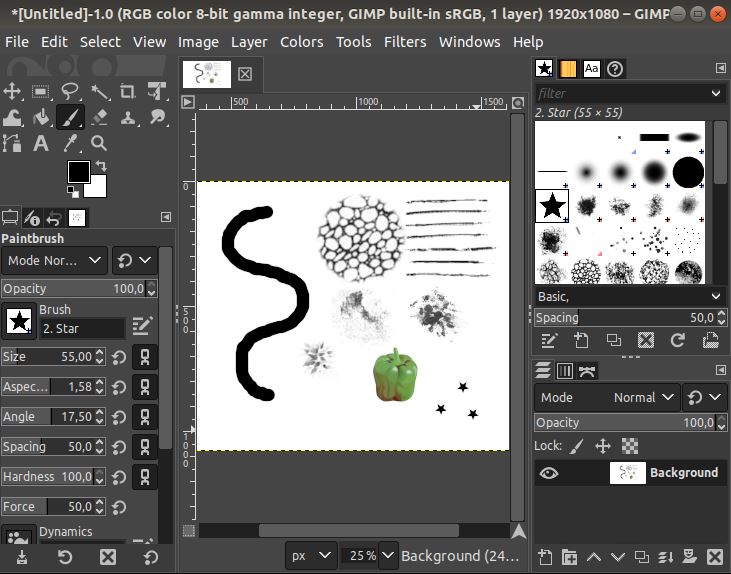 *[Untitled]-1.0 (RGB color 8-bit gamma integer, GIMP built-in sRGB, 1 layer) 1920x1080 – GIMP
File Edit Select View Image Layer Colors Tools Filters Windows Help
500 1000 1500
0
500
1000
Paintbrush
Mode Nor...
Opacity 100,0
Brush
2. Star
Size 55,00
Aspec... 1,58
Angle 17,50
Spacing 50,0
Hardness 100,0
Force 50,0
Dynamics
px 25 % Background (24...
Aa
filter
2. Star (55 × 55)
Basic,
Spacing 50,0
Mode Normal
Opacity 100,0
Lock:
Background